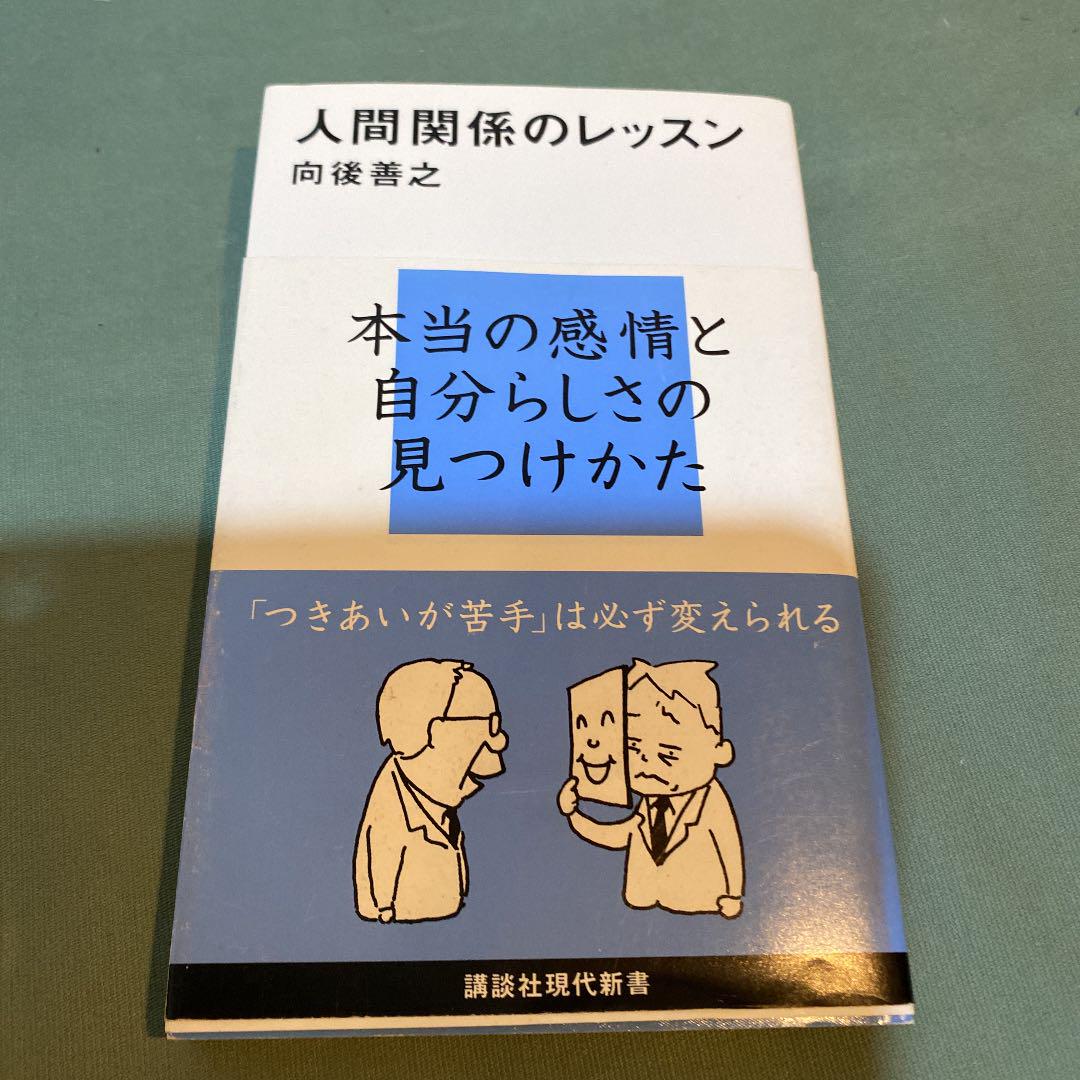 人間関係のレッスン
向後善之
本当の感情と
自分らしさの
見つけかた
「つきあいが苦手」は必ず変えられる
講談社現代新書